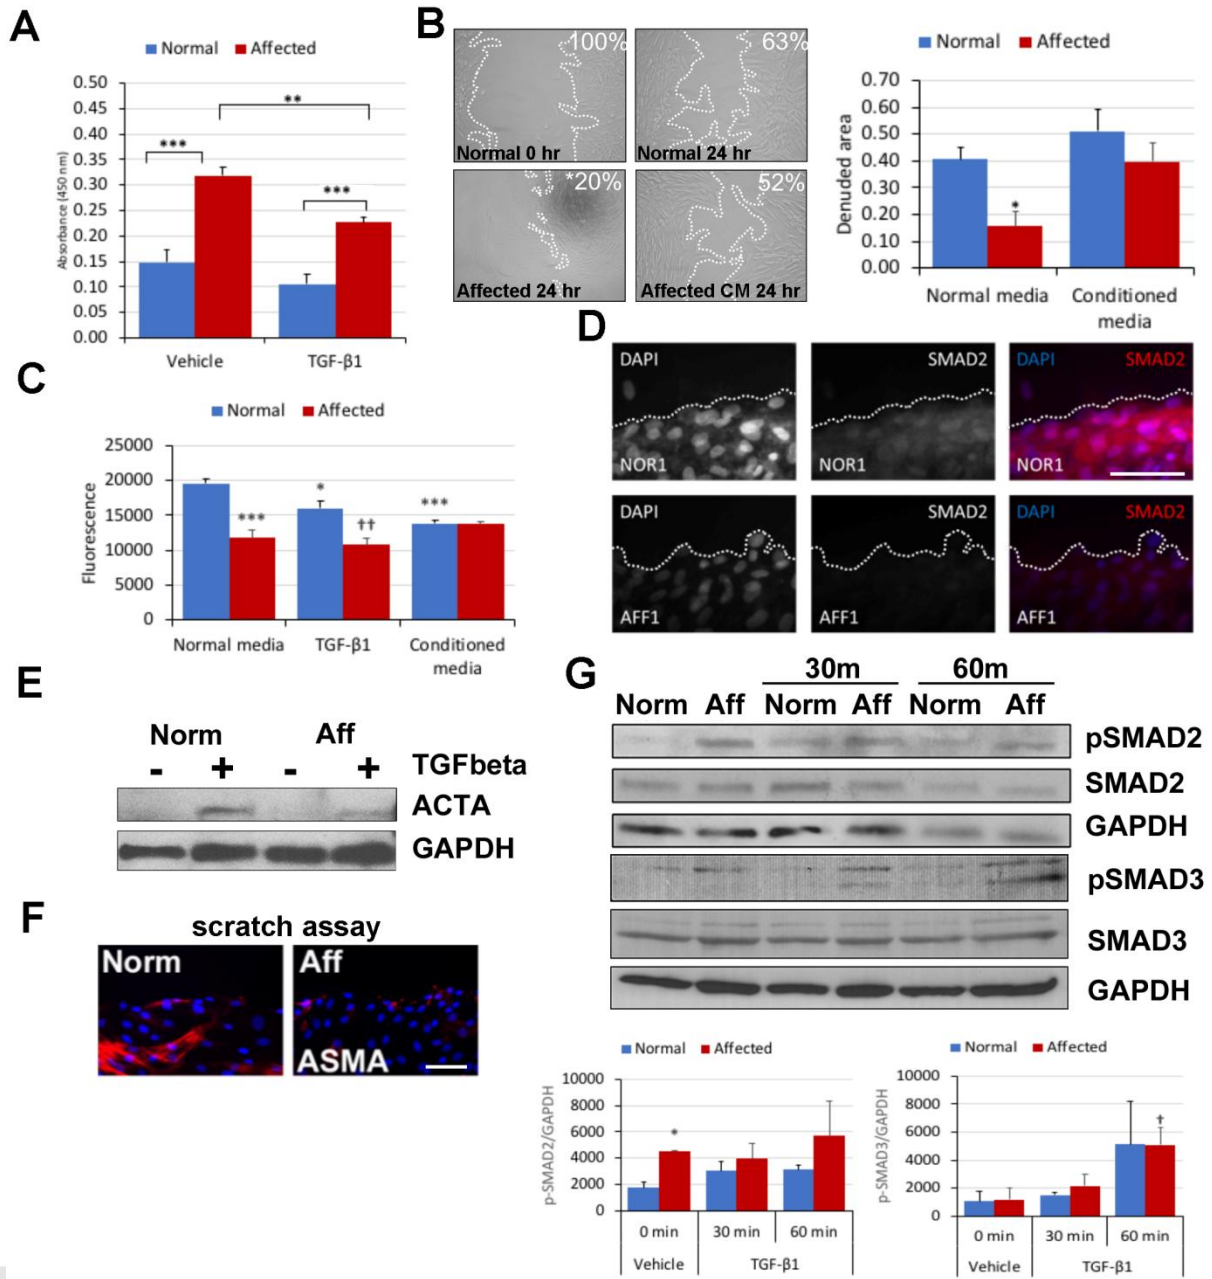 A
Normal Affected
Absorbance (450 nm)
0.50
0.45
0.40
0.35
0.30
0.25
0.20
0.15
0.10
0.05
0.00
***
**
***
Vehicle TGF-β1
B
100%
Normal 0 hr
63%
Normal 24 hr
*20%
Affected 24 hr
52%
Affected CM 24 hr
Normal Affected
Denuded area
0.70
0.60
0.50
0.40
0.30
0.20
0.10
0.00
*
Normal media Conditioned
media
C
Normal Affected
Fluorescence
25000
20000
15000
10000
5000
0
***
*
††
***
Normal media TGF-β1 Conditioned
media
D
DAPI
NOR1
SMAD2
NOR1
DAPI SMAD2
NOR1
DAPI
AFF1
SMAD2
AFF1
DAPI SMAD2
AFF1
E
Norm Aff
- + - + TGFbeta
ACTA
GAPDH
F
scratch assay
Norm
Aff
ASMA
G
30m 60m
Norm Aff Norm Aff Norm Aff
pSMAD2
SMAD2
GAPDH
pSMAD3
SMAD3
GAPDH
Normal Affected
p-SMAD2/GAPDH
10000
8000
6000
4000
2000
0
*
0 min 30 min 60 min
Vehicle TGF-β1
Normal Affected
p-SMAD3/GAPDH
10000
8000
6000
4000
2000
0
†
0 min 30 min 60 min
Vehicle TGF-β1